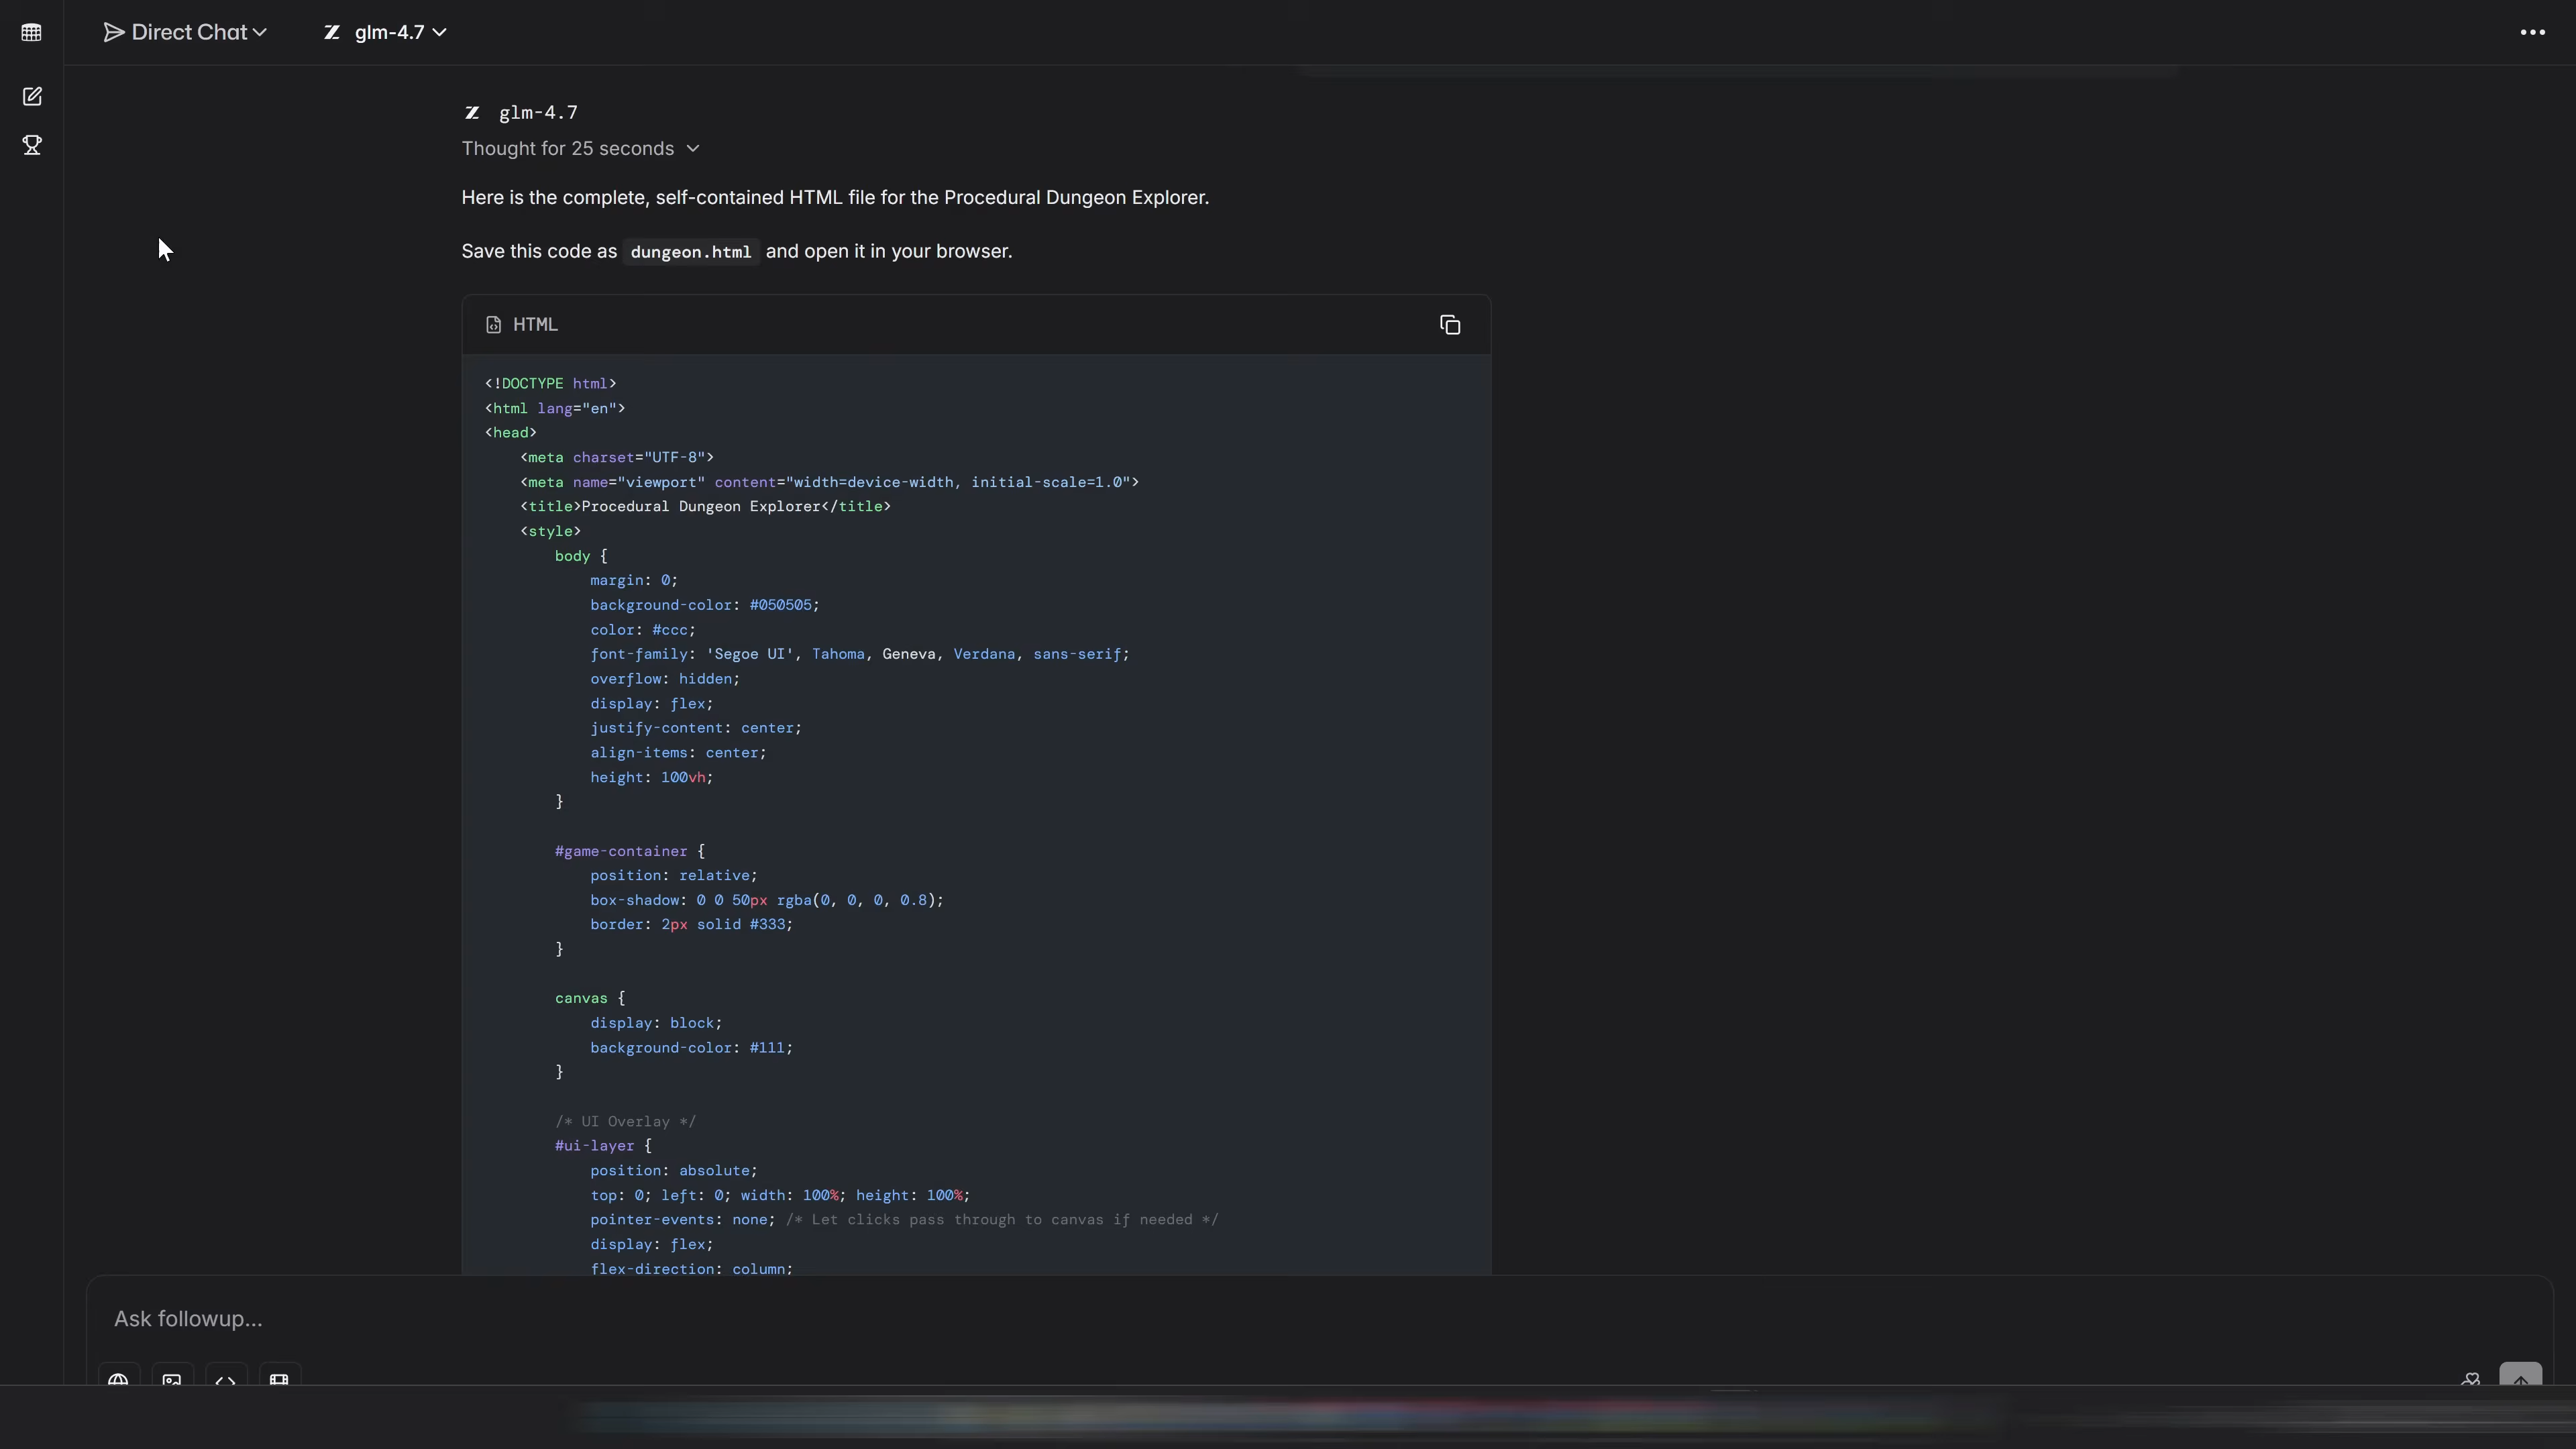 Direct Chat
glm-4.7
glm-4.7
Thought for 25 seconds
Here is the complete, self-contained HTML file for the Procedural Dungeon Explorer.
Save this code as dungeon.html and open it in your browser.
HTML
<!DOCTYPE html>
<html lang="en">
<head>
    <meta charset="UTF-8">
    <meta name="viewport" content="width=device-width, initial-scale=1.0">
    <title>Procedural Dungeon Explorer</title>
    <style>
        body {
            margin: 0;
            background-color: #050505;
            color: #ccc;
            font-family: 'Segoe UI', Tahoma, Geneva, Verdana, sans-serif;
            overflow: hidden;
            display: flex;
            justify-content: center;
            align-items: center;
            height: 100vh;
        }
        #game-container {
            position: relative;
            box-shadow: 0 0 50px rgba(0, 0, 0, 0.8);
            border: 2px solid #333;
        }
        canvas {
            display: block;
            background-color: #111;
        }
        /* UI Overlay */
        #ui-layer {
            position: absolute;
            top: 0; left: 0; width: 100%; height: 100%;
            pointer-events: none; /* Let clicks pass through to canvas if needed */
            display: flex;
            flex-direction: column;
Ask followup...